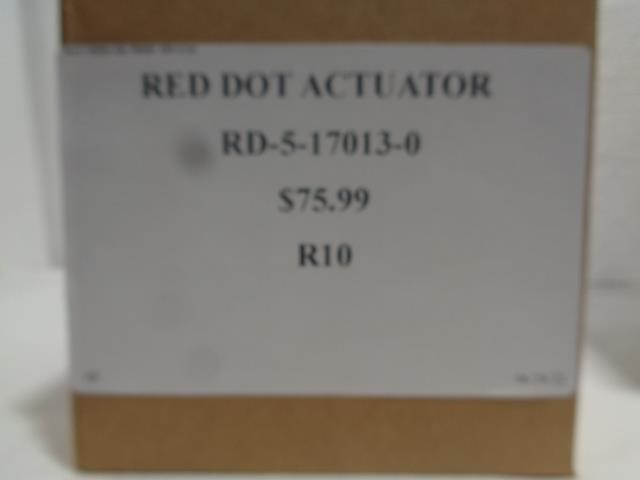 RED DOT ACTUATOR
RD-5-17013-0
$75.99
R10